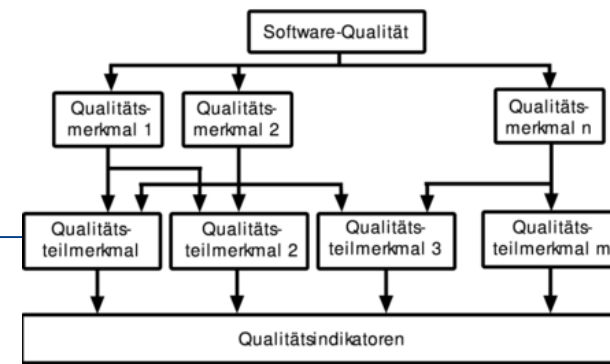 Software-Qualität
Qualitäts-
merkmal 1
Qualitäts-
merkmal 2
Qualitäts-
merkmal n
Qualitäts-
teilmerkmal
Qualitäts-
teilmerkmal 2
Qualitäts-
teilmerkmal 3
Qualitäts-
teilmerkmal m
Qualitätsindikatoren